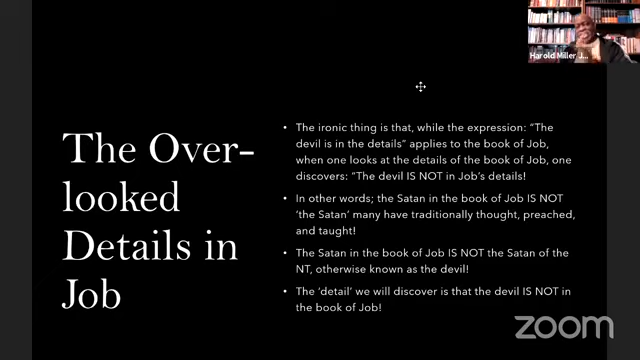 Harold Miller J...
The Over-
looked
Details in
Job
• The ironic thing is that, while the expression: “The
devil is in the details” applies to the book of Job,
when one looks at the details of the book of Job, one
discovers: “The devil IS NOT in Job’s details!
• In other words; the Satan in the book of Job IS NOT
‘the Satan’ many have traditionally thought, preached,
and taught!
• The Satan in the book of Job IS NOT the Satan of the
NT, otherwise known as the devil!
• The ‘detail’ we will discover is that the devil IS NOT in
the book of Job!
zoom